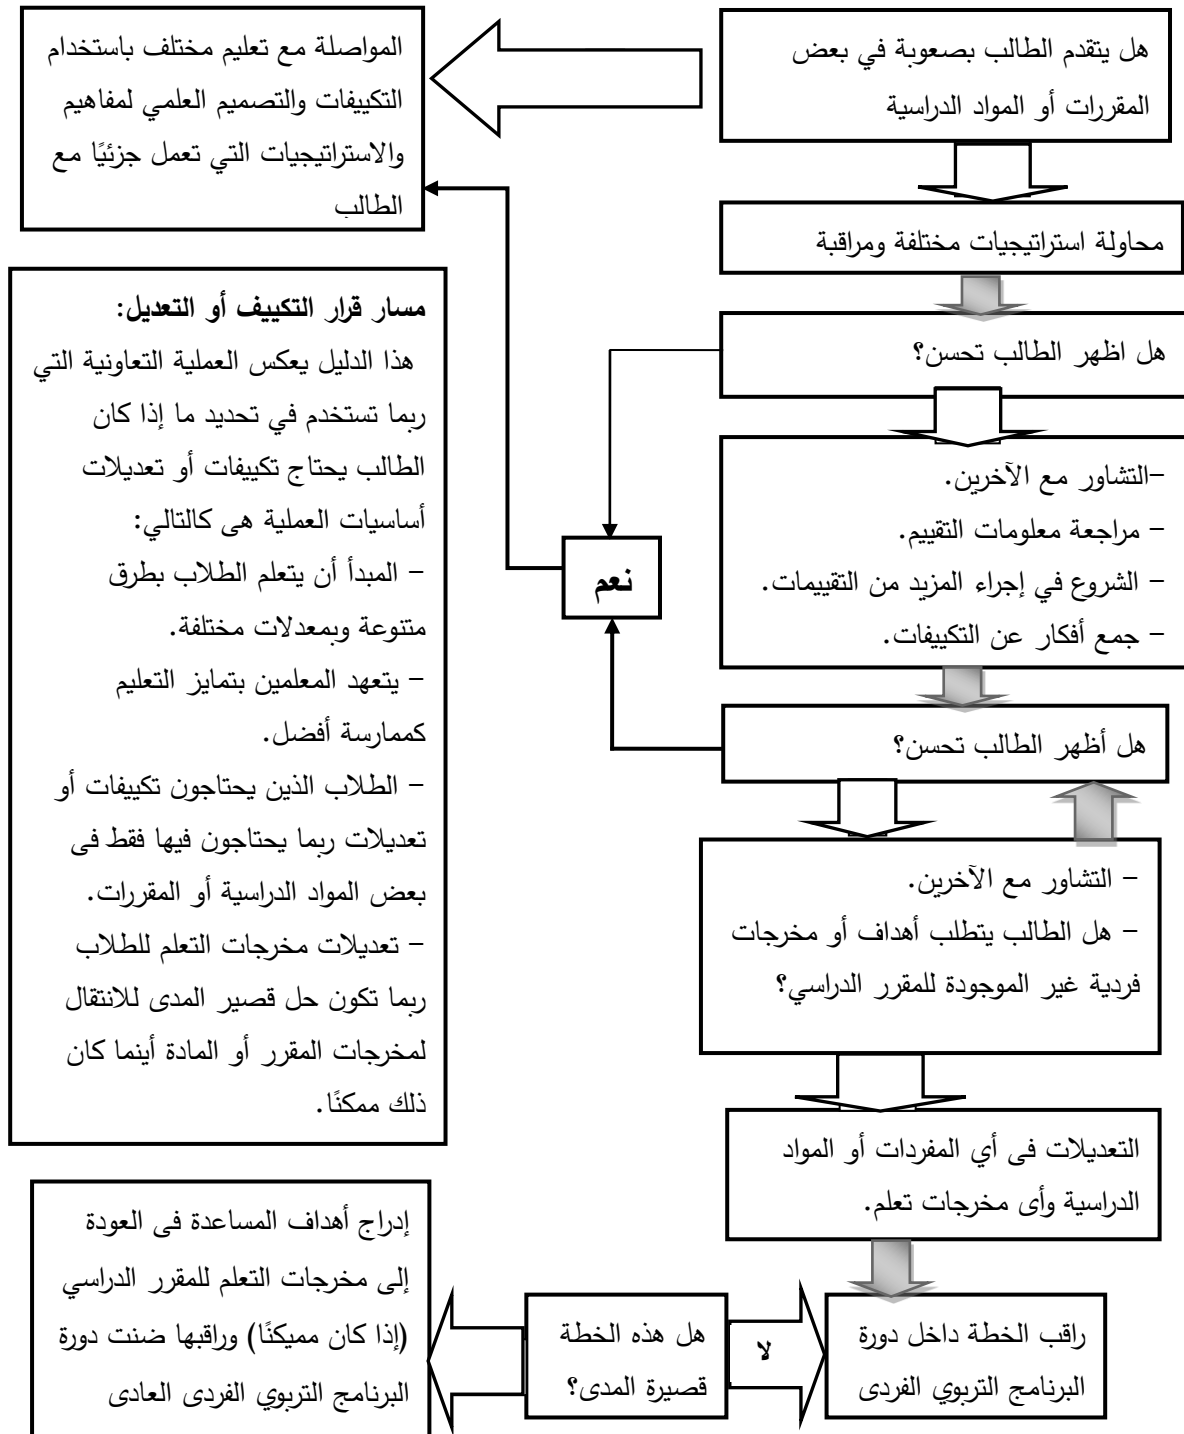 هل يتقدم الطالب بصعوبة في بعض
المقررات أو المواد الدراسية
المواصلة مع تعليم مختلف باستخدام
التكييفات والتصميم العلمي لمفاهيم
والاستراتيجيات التي تعمل جزئيًا مع
الطالب
محاولة استراتيجيات مختلفة ومراقبة
هل اظهر الطالب تحسن؟
-التشاور مع الآخرين.
- مراجعة معلومات التقييم.
- الشروع في إجراء المزيد من التقييمات.
- جمع أفكار عن التكييفات.
نعم
هل أظهر الطالب تحسن؟
- التشاور مع الآخرين.
- هل الطالب يتطلب أهداف أو مخرجات
فردية غير الموجودة للمقرر الدراسي؟
التعديلات فى أي المفردات أو المواد
الدراسية وأى مخرجات تعلم.
راقب الخطة داخل دورة
البرنامج التربوي الفردى
لا
هل هذه الخطة
قصيرة المدى؟
إدراج أهداف المساعدة فى العودة
إلى مخرجات التعلم للمقرر الدراسي
(إذا كان مميكنًا) وراقبها ضنت دورة
البرنامج التربوي الفردى العادى
مسار قرار التكييف أو التعديل:
هذا الدليل يعكس العملية التعاونية التي
ربما تستخدم في تحديد ما إذا كان
الطالب يحتاج تكييفات أو تعديلات
أساسيات العملية هى كالتالي:
- المبدأ أن يتعلم الطلاب بطرق
متنوعة وبمعدلات مختلفة.
- يتعهد المعلمين بتمايز التعليم
كممارسة أفضل.
- الطلاب الذين يحتاجون تكييفات أو
تعديلات ربما يحتاجون فيها فقط فى
بعض المواد الدراسية أو المقررات.
- تعديلات مخرجات التعلم للطلاب
ربما تكون حل قصير المدى للانتقال
لمخرجات المقرر أو المادة أينما كان
ذلك ممكنًا.